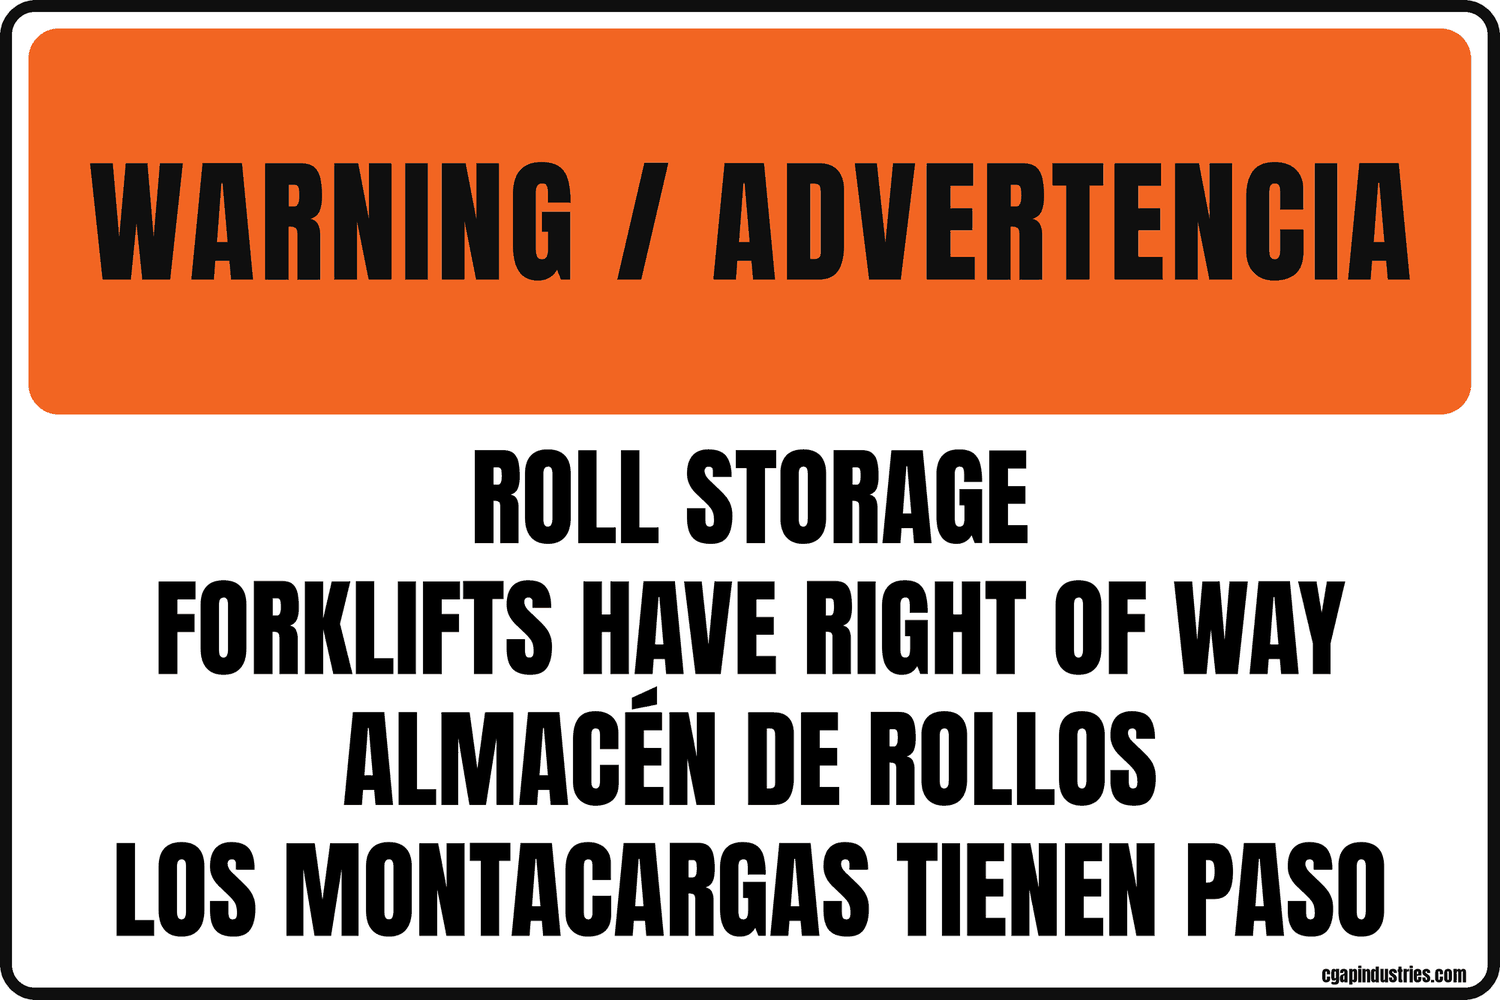 WARNING / ADVERTENCIA
ROLL STORAGE
FORKLIFTS HAVE RIGHT OF WAY
ALMACÉN DE ROLLOS
LOS MONTACARGAS TIENEN PASO
cgapindustries.com